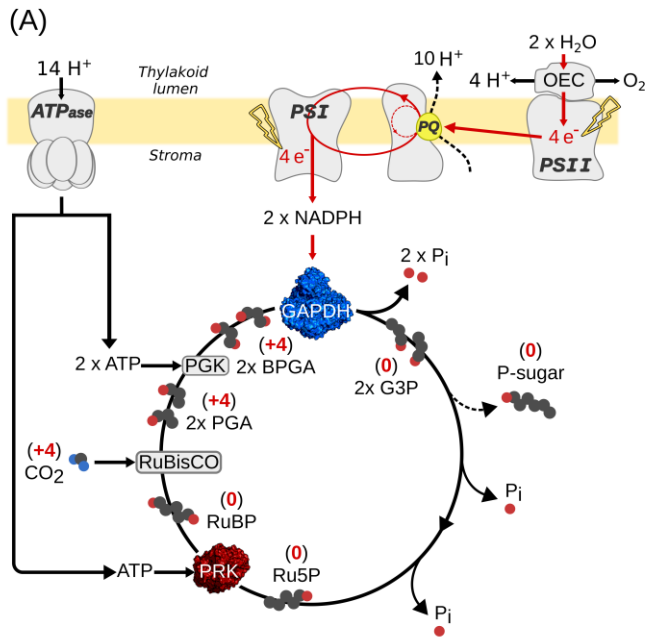 (A)
2 x H₂O
10 H⁺
14 H⁺
Thylakoid
lumen
4 H⁺
OEC
O₂
ATPase
PSI
PQ
4 e⁻
Stroma
4 e⁻
PSII
2 x NADPH
2 x Pᵢ
GAPDH
(+4)
2x BPGA
(0)
2x G3P
(0)
P-sugar
2 x ATP
PGK
(+4)
2x PGA
(+4)
CO₂
RuBisCO
Pᵢ
(0)
RuBP
(0)
Ru5P
ATP
PRK
Pᵢ